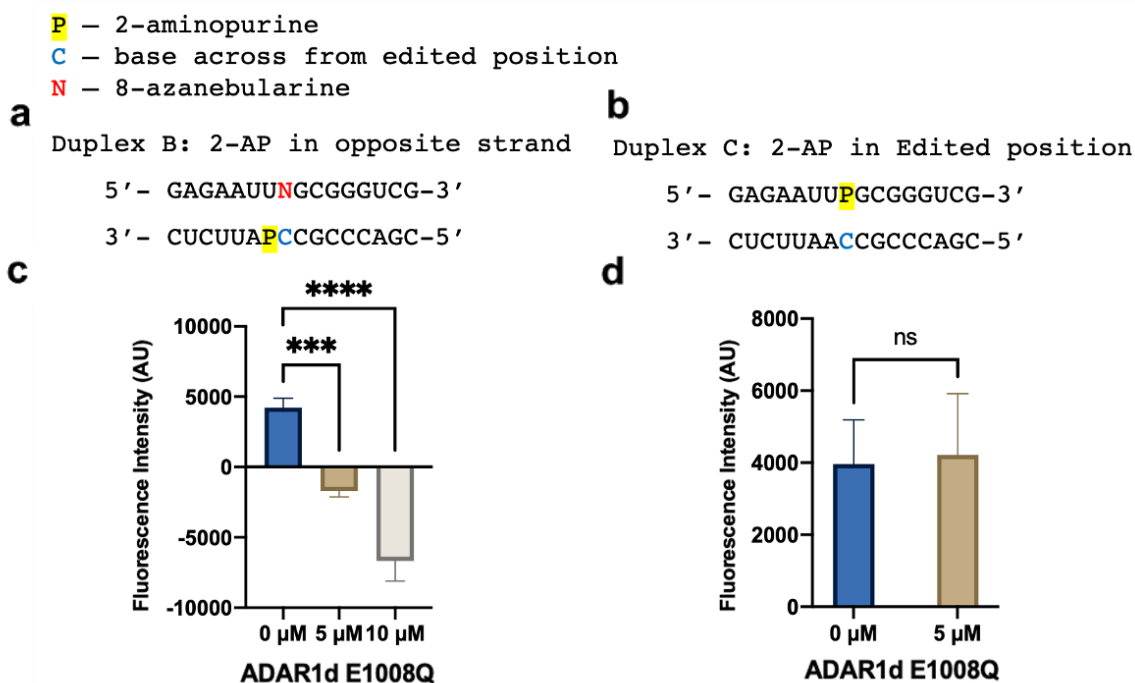 P – 2-aminopurine
C – base across from edited position
N – 8-azanebularine
a
Duplex B: 2-AP in opposite strand
5′- GAGAAUUNGCGGGUCG-3′
3′- CUCUUAPCCGCCCAGC-5′
b
Duplex C: 2-AP in Edited position
5′- GAGAAUUPGCGGGUCG-3′
3′- CUCUUAACCGCCCAGC-5′
c
****
***
Fluorescence Intensity (AU)
10000
5000
0
-5000
-10000
0 µM 5 µM 10 µM
ADAR1d E1008Q
d
ns
Fluorescence Intensity (AU)
8000
6000
4000
2000
0
0 µM 5 µM
ADAR1d E1008Q